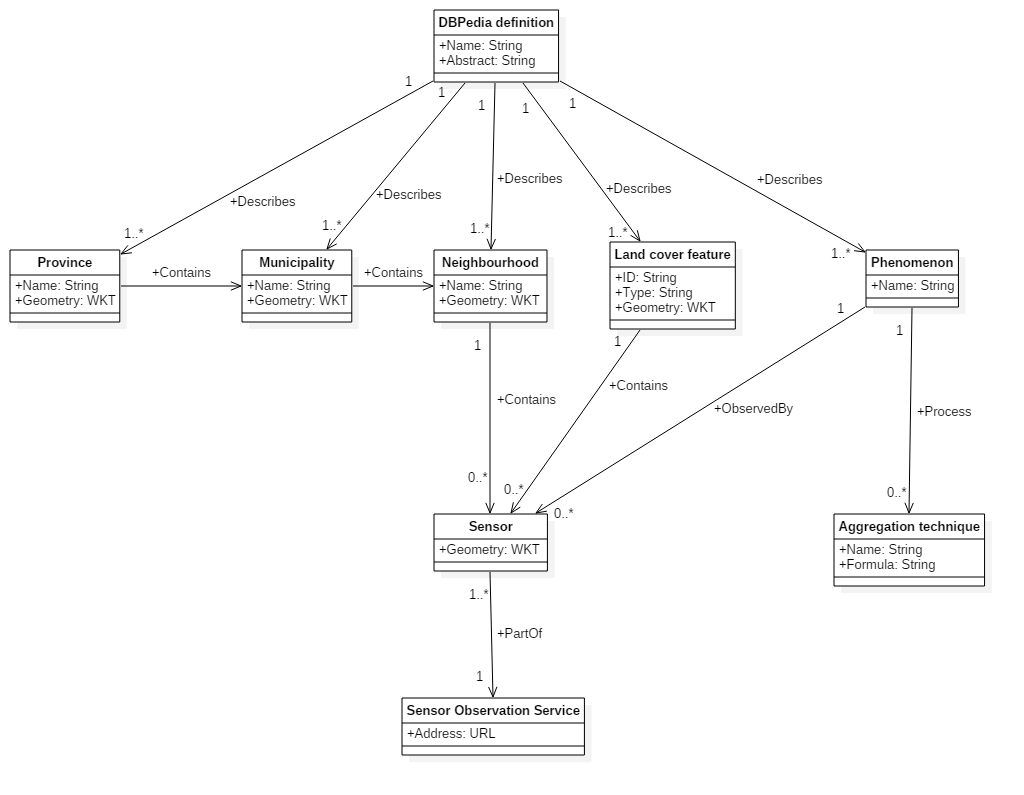 DBPedia definition
+Name: String
+Abstract: String
1
1
1
1
1
+Describes
+Describes
+Describes
+Describes
+Describes
1..*
1..*
1..*
1..*
1..*
Province
+Name: String
+Geometry: WKT
+Contains
Municipality
+Name: String
+Geometry: WKT
+Contains
Neighbourhood
+Name: String
+Geometry: WKT
Land cover feature
+ID: String
+Type: String
+Geometry: WKT
Phenomenon
+Name: String
1
1
1
1
+Contains
+Contains
+ObservedBy
+Process
0..*
0..*
0..*
0..*
Sensor
+Geometry: WKT
Aggregation technique
+Name: String
+Formula: String
1..*
+PartOf
1
Sensor Observation Service
+Address: URL